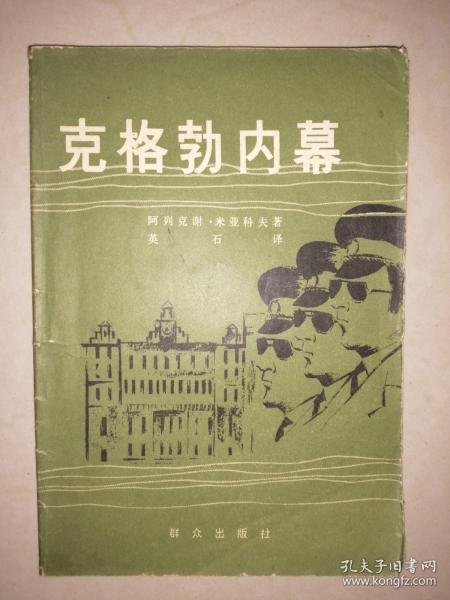 克格勃内幕
阿列克谢·米亚科夫著
英石译
群众出版社
孔夫子旧书网
www.kongfz.com